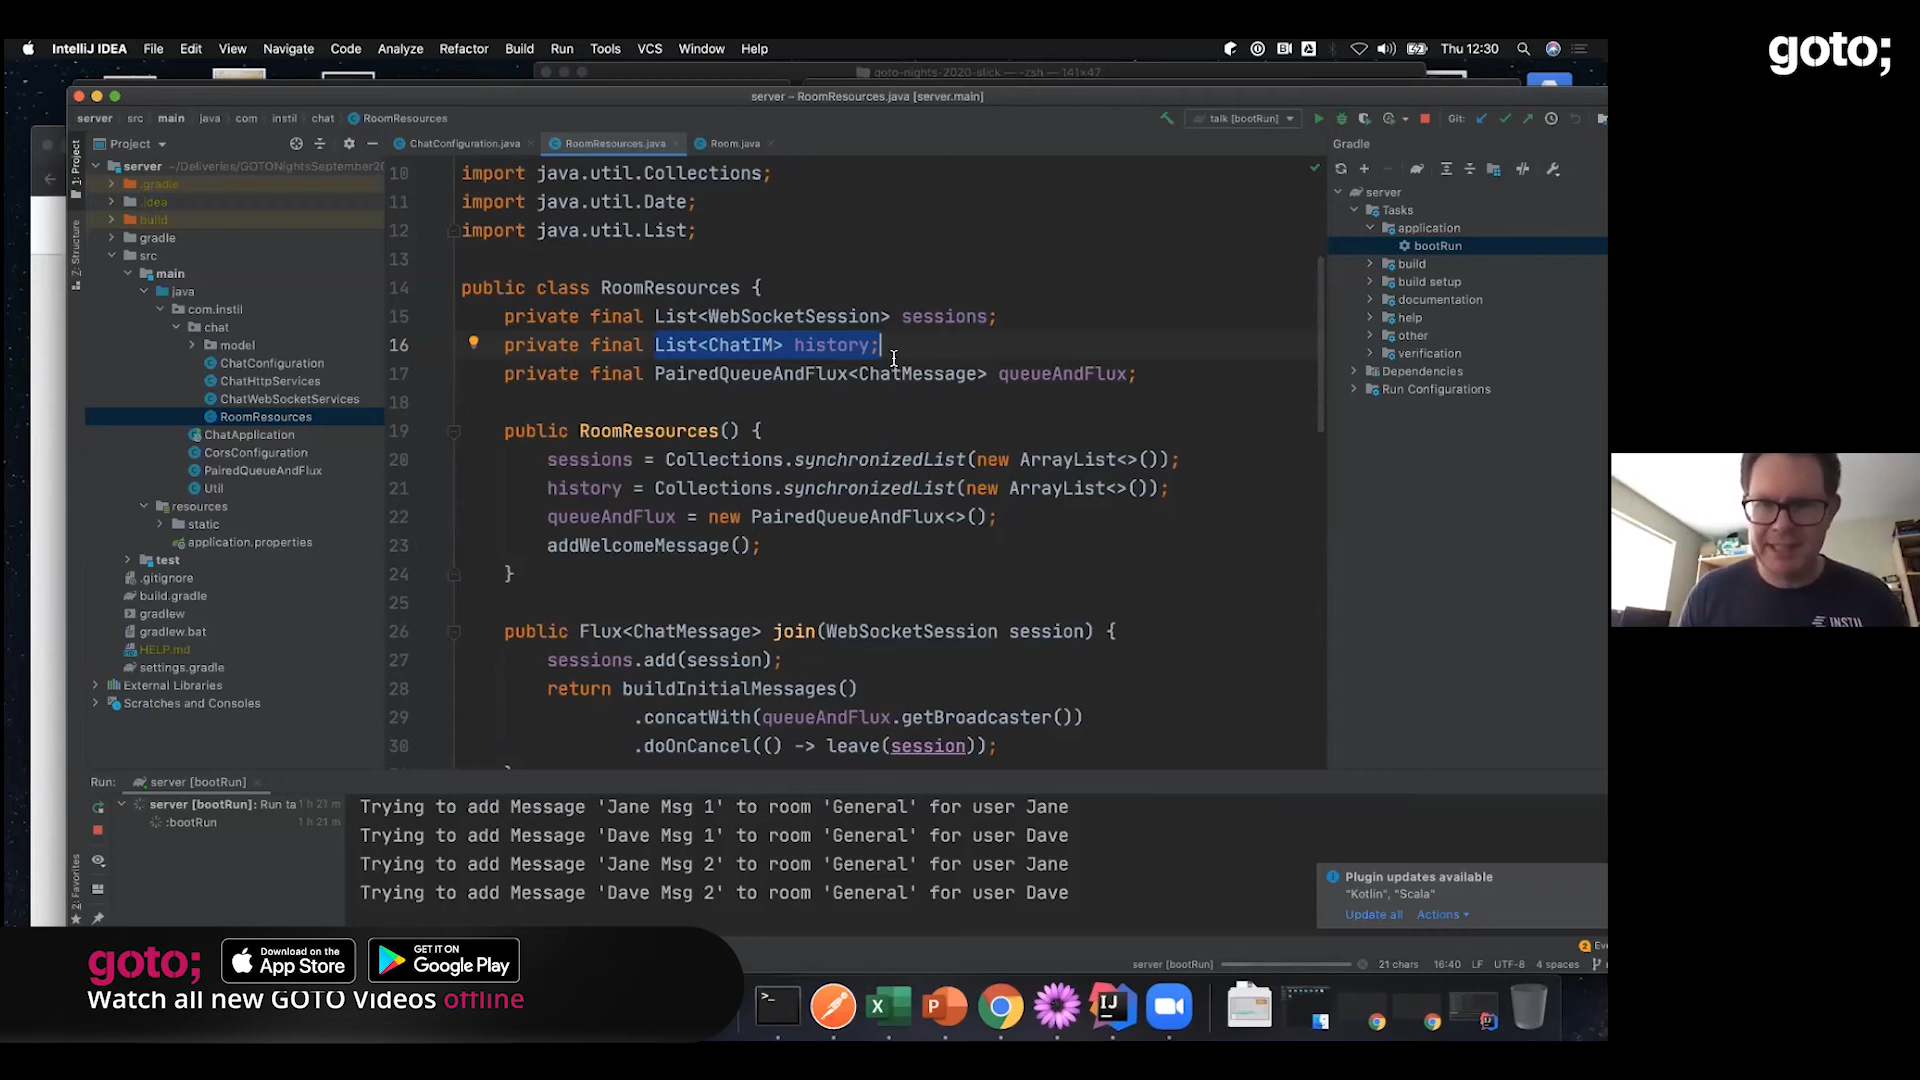 IntelliJ IDEA File Edit View Navigate Code Analyze Refactor Build Run Tools VCS Window Help Thu 12:30
goto;
goto-nights-2020-slick — -zsh — 141×47
server – RoomResources.java [server.main]
server src main java com instil chat RoomResources talk [bootRun] Git:
1: Project
Project
ChatConfiguration.java RoomResources.java Room.java
Gradle
server ~/Deliveries/GOTONightsSeptember20
.gradle
.idea
build
gradle
src
main
java
com.instil
chat
model
ChatConfiguration
ChatHttpServices
ChatWebSocketServices
RoomResources
ChatApplication
CorsConfiguration
PairedQueueAndFlux
Util
resources
static
application.properties
test
.gitignore
build.gradle
gradlew
gradlew.bat
HELP.md
settings.gradle
External Libraries
Scratches and Consoles
Z: Structure
2: Favorites
10 import java.util.Collections;
11 import java.util.Date;
12 import java.util.List;
13
14 public class RoomResources {
15 private final List<WebSocketSession> sessions;
16 private final List<ChatIM> history;
17 private final PairedQueueAndFlux<ChatMessage> queueAndFlux;
18
19 public RoomResources() {
20 sessions = Collections.synchronizedList(new ArrayList<>());
21 history = Collections.synchronizedList(new ArrayList<>());
22 queueAndFlux = new PairedQueueAndFlux<>();
23 addWelcomeMessage();
24 }
25
26 public Flux<ChatMessage> join(WebSocketSession session) {
27 sessions.add(session);
28 return buildInitialMessages()
29 .concatWith(queueAndFlux.getBroadcaster())
30 .doOnCancel(() -> leave(session));
server
Tasks
application
bootRun
build
build setup
documentation
help
other
verification
Dependencies
Run Configurations
INSTIL
Run: server [bootRun]
server [bootRun]: Run ta 1 h 21 m
:bootRun 1 h 21 m
Trying to add Message 'Jane Msg 1' to room 'General' for user Jane
Trying to add Message 'Dave Msg 1' to room 'General' for user Dave
Trying to add Message 'Jane Msg 2' to room 'General' for user Jane
Trying to add Message 'Dave Msg 2' to room 'General' for user Dave
Plugin updates available
"Kotlin", "Scala"
Update all Actions
2 Eve
server [bootRun] 21 chars 16:40 LF UTF-8 4 spaces
goto;
Download on the
App Store
GET IT ON
Google Play
Watch all new GOTO Videos offline